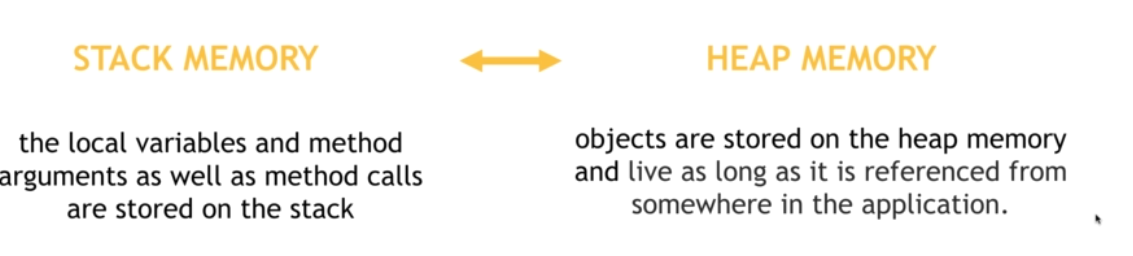 STACK MEMORY
HEAP MEMORY
the local variables and method
arguments as well as method calls
are stored on the stack
objects are stored on the heap memory
and live as long as it is referenced from
somewhere in the application.